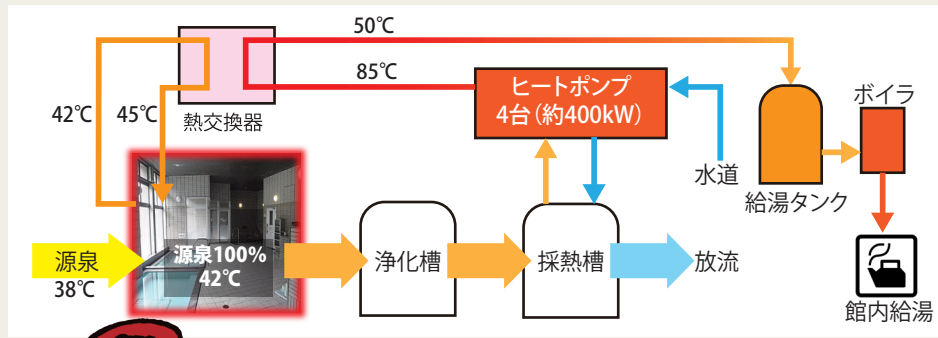 50℃
85℃
42℃
45℃
熱交換器
ヒートポンプ
4台(約400kW)
水道
ボイラ
給湯タンク
源泉
38℃
源泉100%
42℃
浄化槽
採熱槽
放流
館内給湯